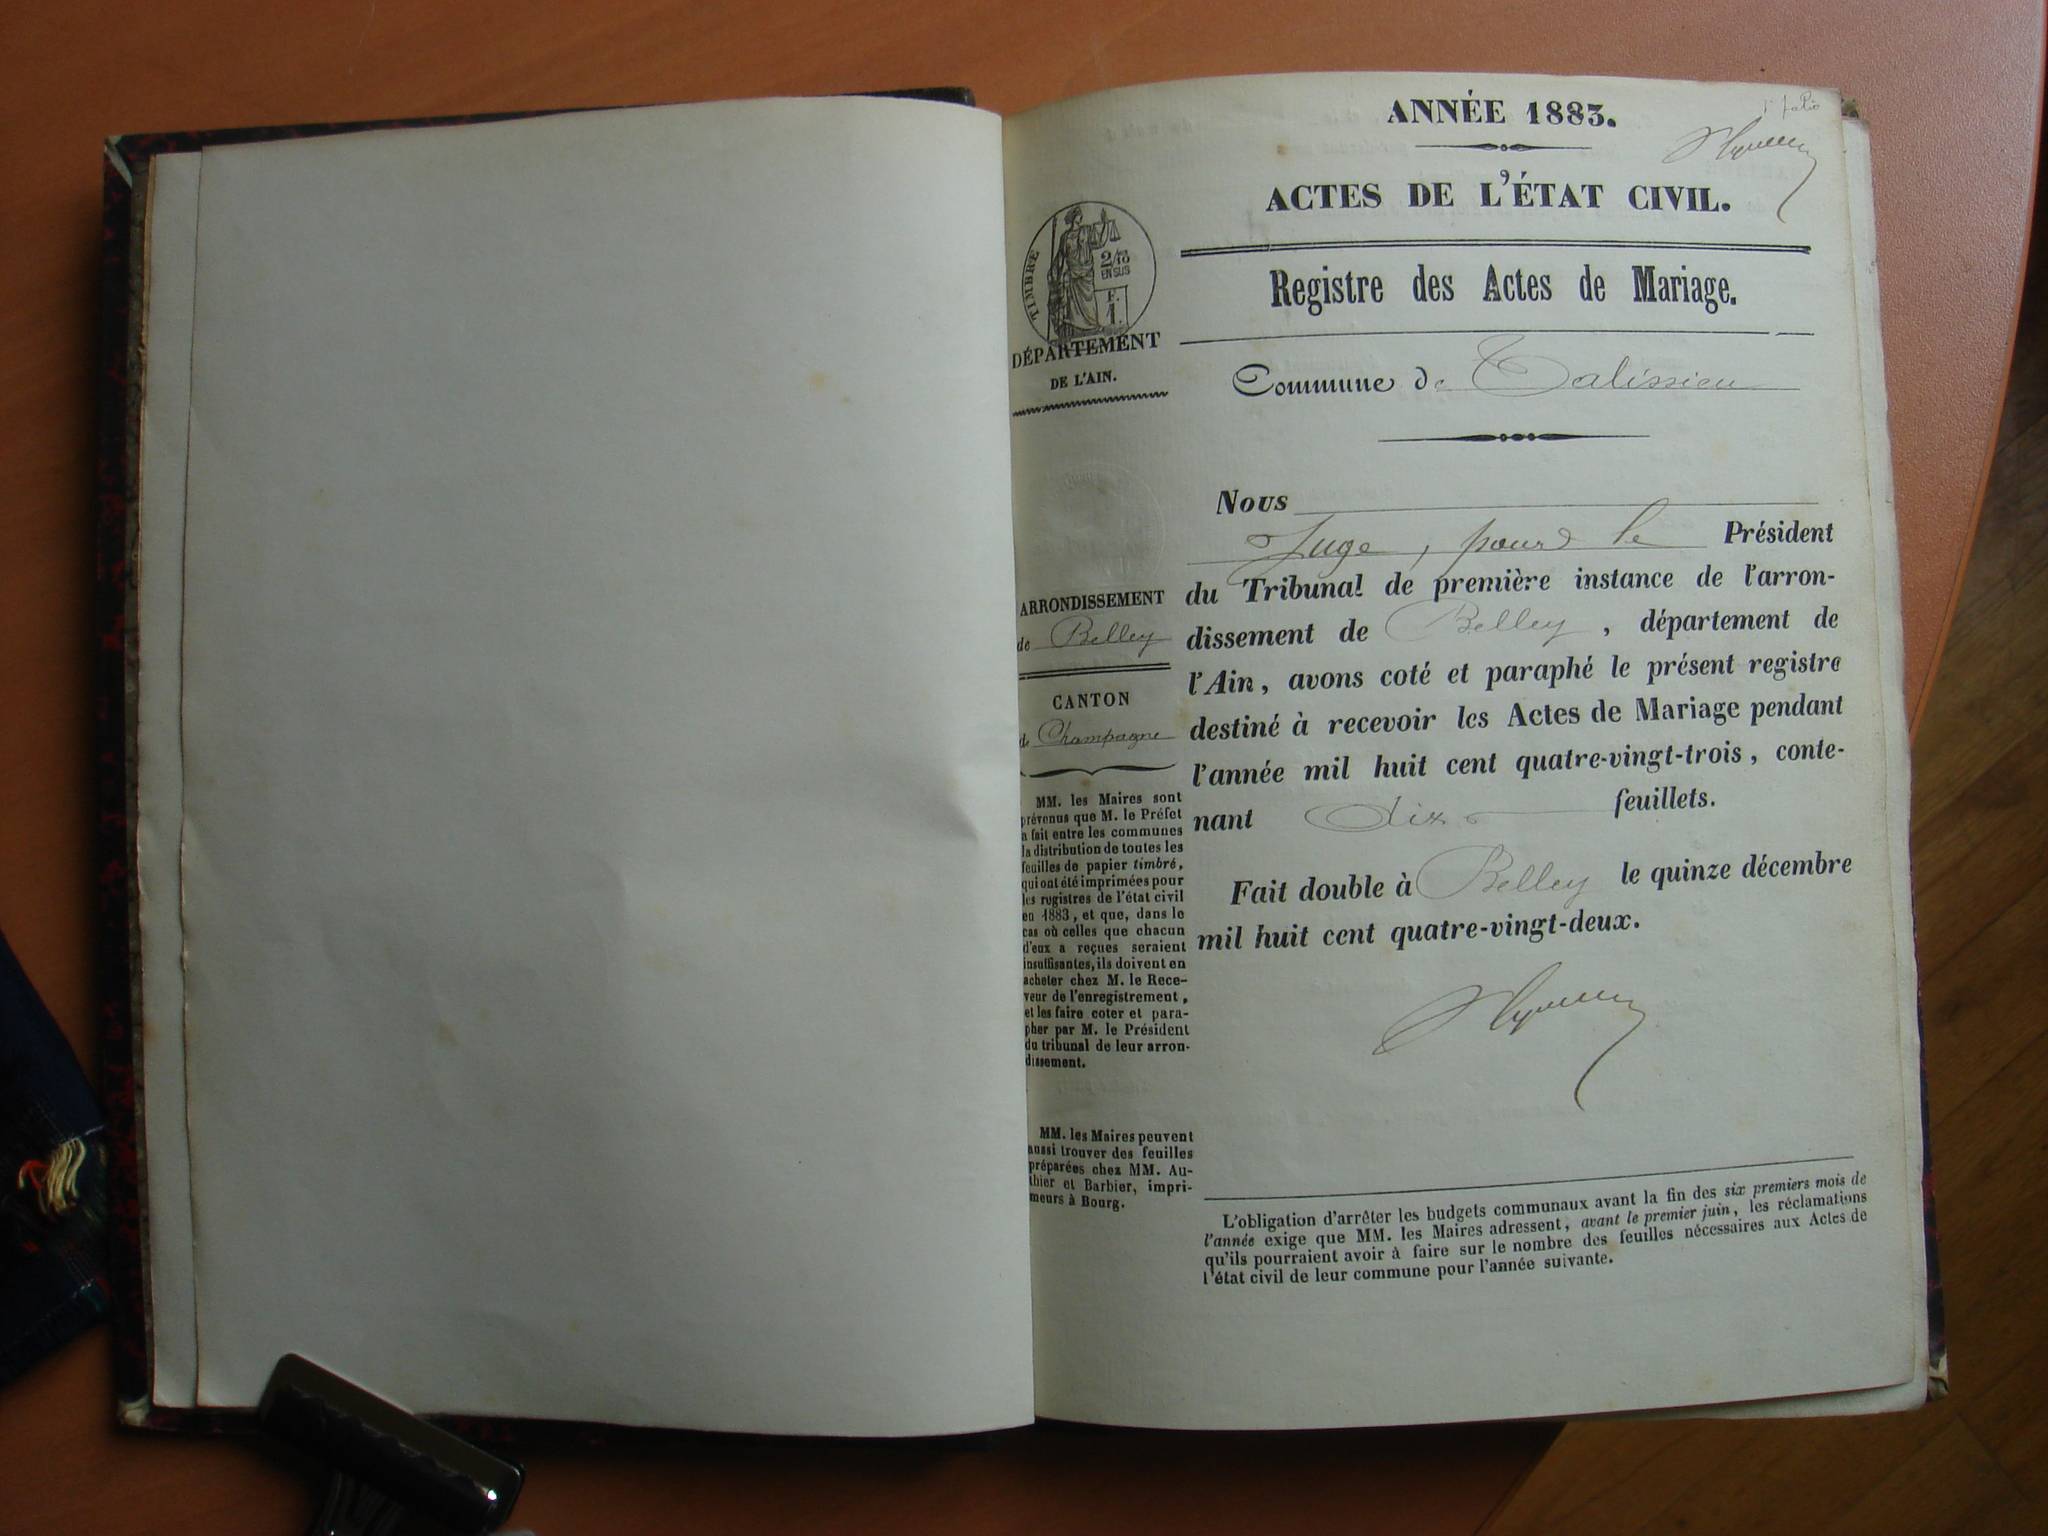 ANNÉE 1883.
1er folio
ACTES DE L'ÉTAT CIVIL.
Registre des Actes de Mariage.
Commune de Talissieu
TIMBRE
2/10
EN SUS
F.
1.
DÉPARTEMENT
DE L'AIN.
ARRONDISSEMENT
de Belley
CANTON
de Champagne
MM. les Maires sont
prévenus que M. le Préfet
a fait entre les communes
la distribution de toutes les
feuilles de papier timbré,
qui ont été imprimées pour
les registres de l'état civil
en 1883, et que, dans le
cas où celles que chacun
d'eux a reçues seraient
insuffisantes, ils doivent en
acheter chez M. le Rece-
veur de l'enregistrement,
et les faire coter et para-
pher par M. le Président
du tribunal de leur arron-
dissement.
MM. les Maires peuvent
aussi trouver des feuilles
préparées chez MM. Au-
thier et Barbier, impri-
meurs à Bourg.
Nous
Juge, pour le Président
du Tribunal de première instance de l'arron-
dissement de Belley, département de
l'Ain, avons coté et paraphé le présent registre
destiné à recevoir les Actes de Mariage pendant
l'année mil huit cent quatre-vingt-trois, conte-
nant dix feuillets.
Fait double à Belley le quinze décembre
mil huit cent quatre-vingt-deux.
L'obligation d'arrêter les budgets communaux avant la fin des six premiers mois de
l'année exige que MM. les Maires adressent, avant le premier juin, les réclamations
qu'ils pourraient avoir à faire sur le nombre des feuilles nécessaires aux Actes de
l'état civil de leur commune pour l'année suivante.